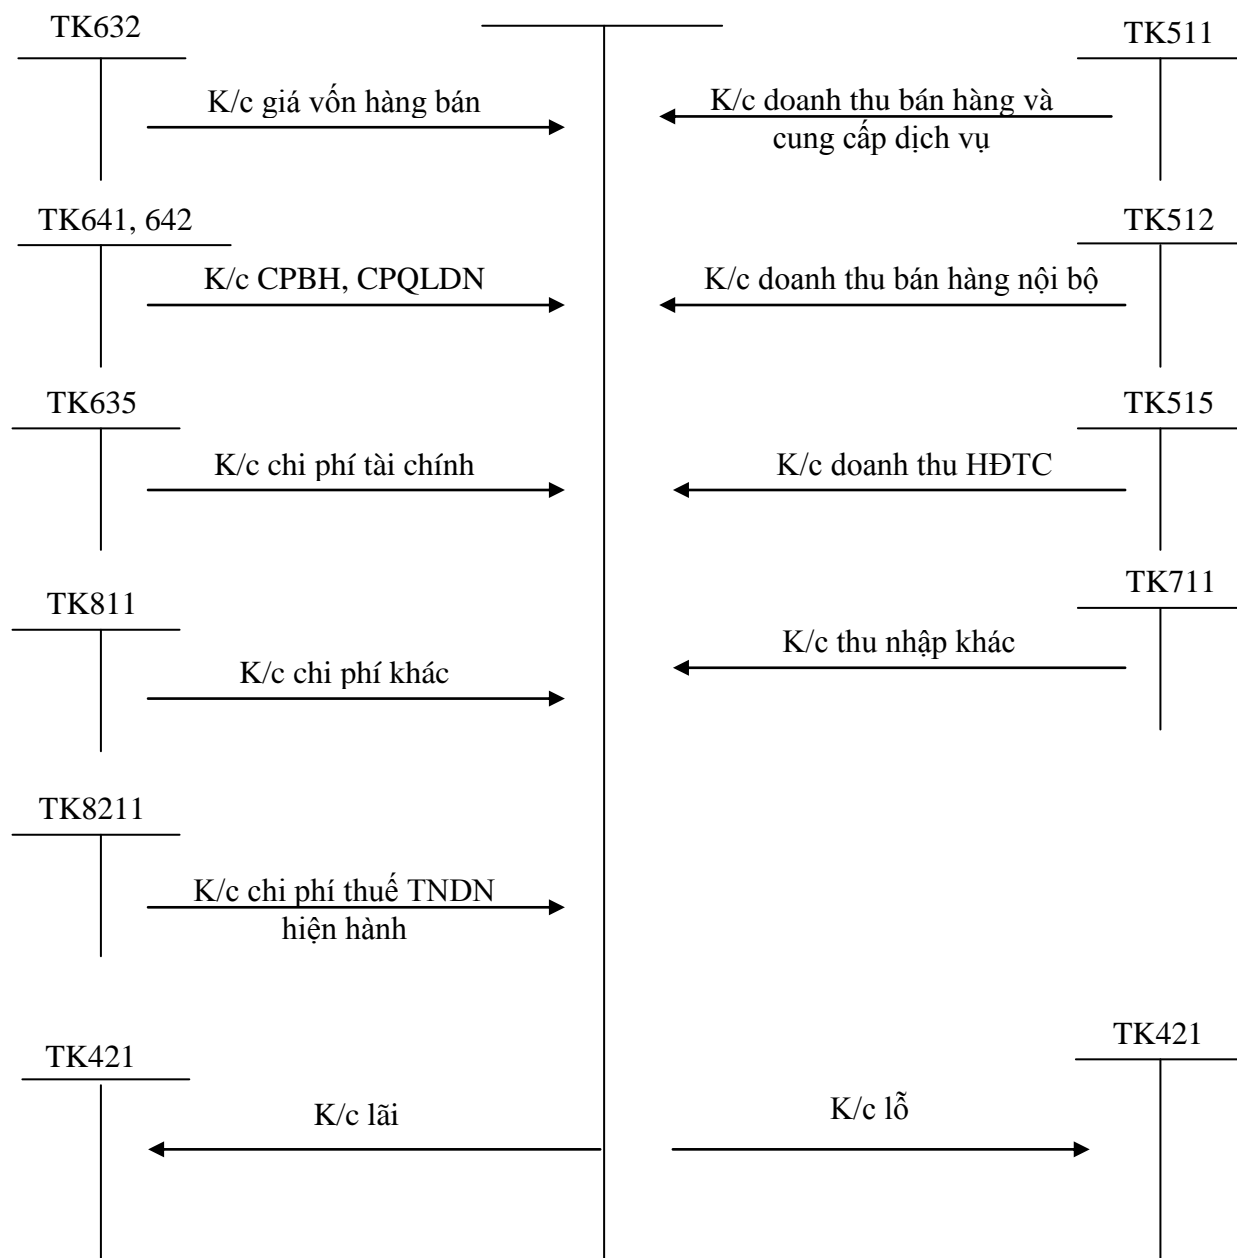 TK632
TK511
K/c giá vốn hàng bán
K/c doanh thu bán hàng và
cung cấp dịch vụ
TK641, 642
TK512
K/c CPBH, CPQLDN
K/c doanh thu bán hàng nội bộ
TK635
TK515
K/c chi phí tài chính
K/c doanh thu HĐTC
TK811
TK711
K/c chi phí khác
K/c thu nhập khác
TK8211
K/c chi phí thuế TNDN
hiện hành
TK421
TK421
K/c lãi
K/c lỗ